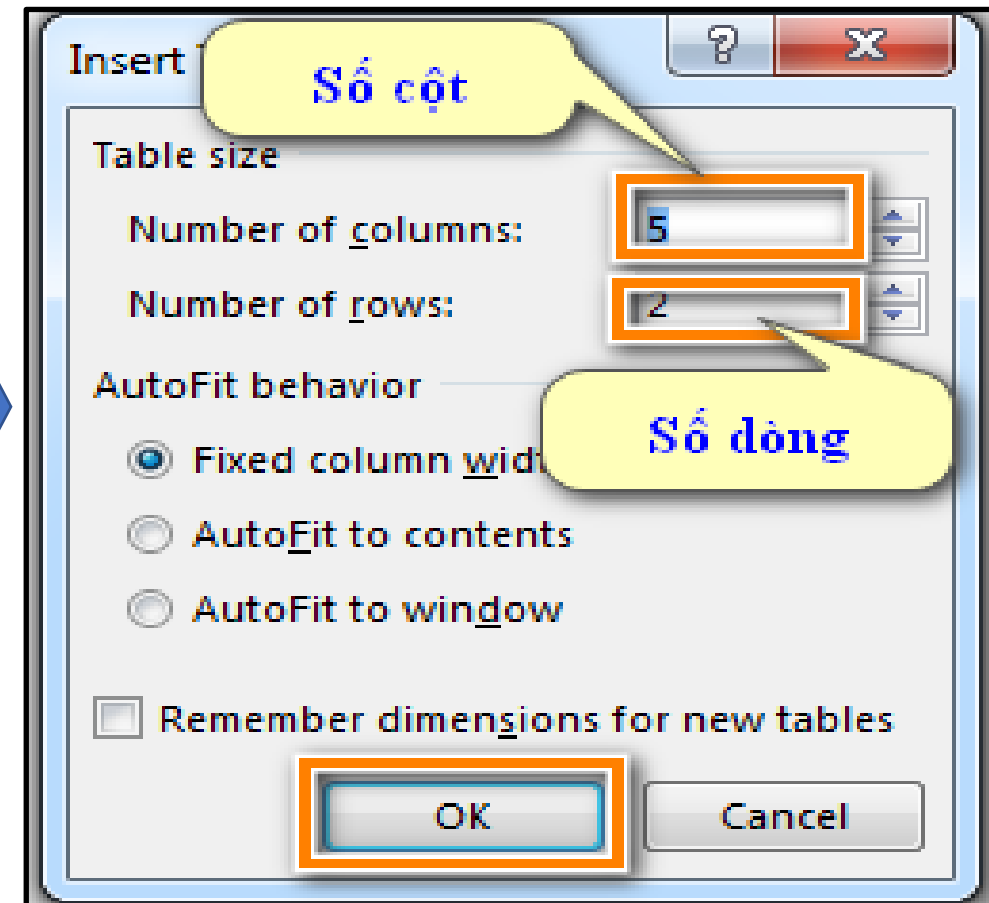 Insert
Số cột
Table size
Number of columns: 5
Number of rows: 2
AutoFit behavior
Số dòng
Fixed column
AutoFit to contents
AutoFit to window
Remember dimensions for new tables
OK Cancel